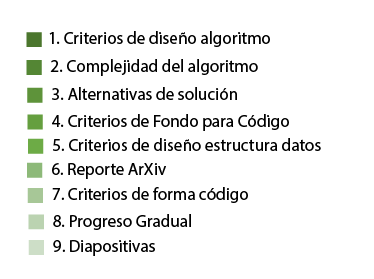 1. Criterios de diseño algoritmo
2. Complejidad del algoritmo
3. Alternativas de solución
4. Criterios de Fondo para Código
5. Criterios de diseño estructura datos
6. Reporte ArXiv
7. Criterios de forma código
8. Progreso Gradual
9. Diapositivas